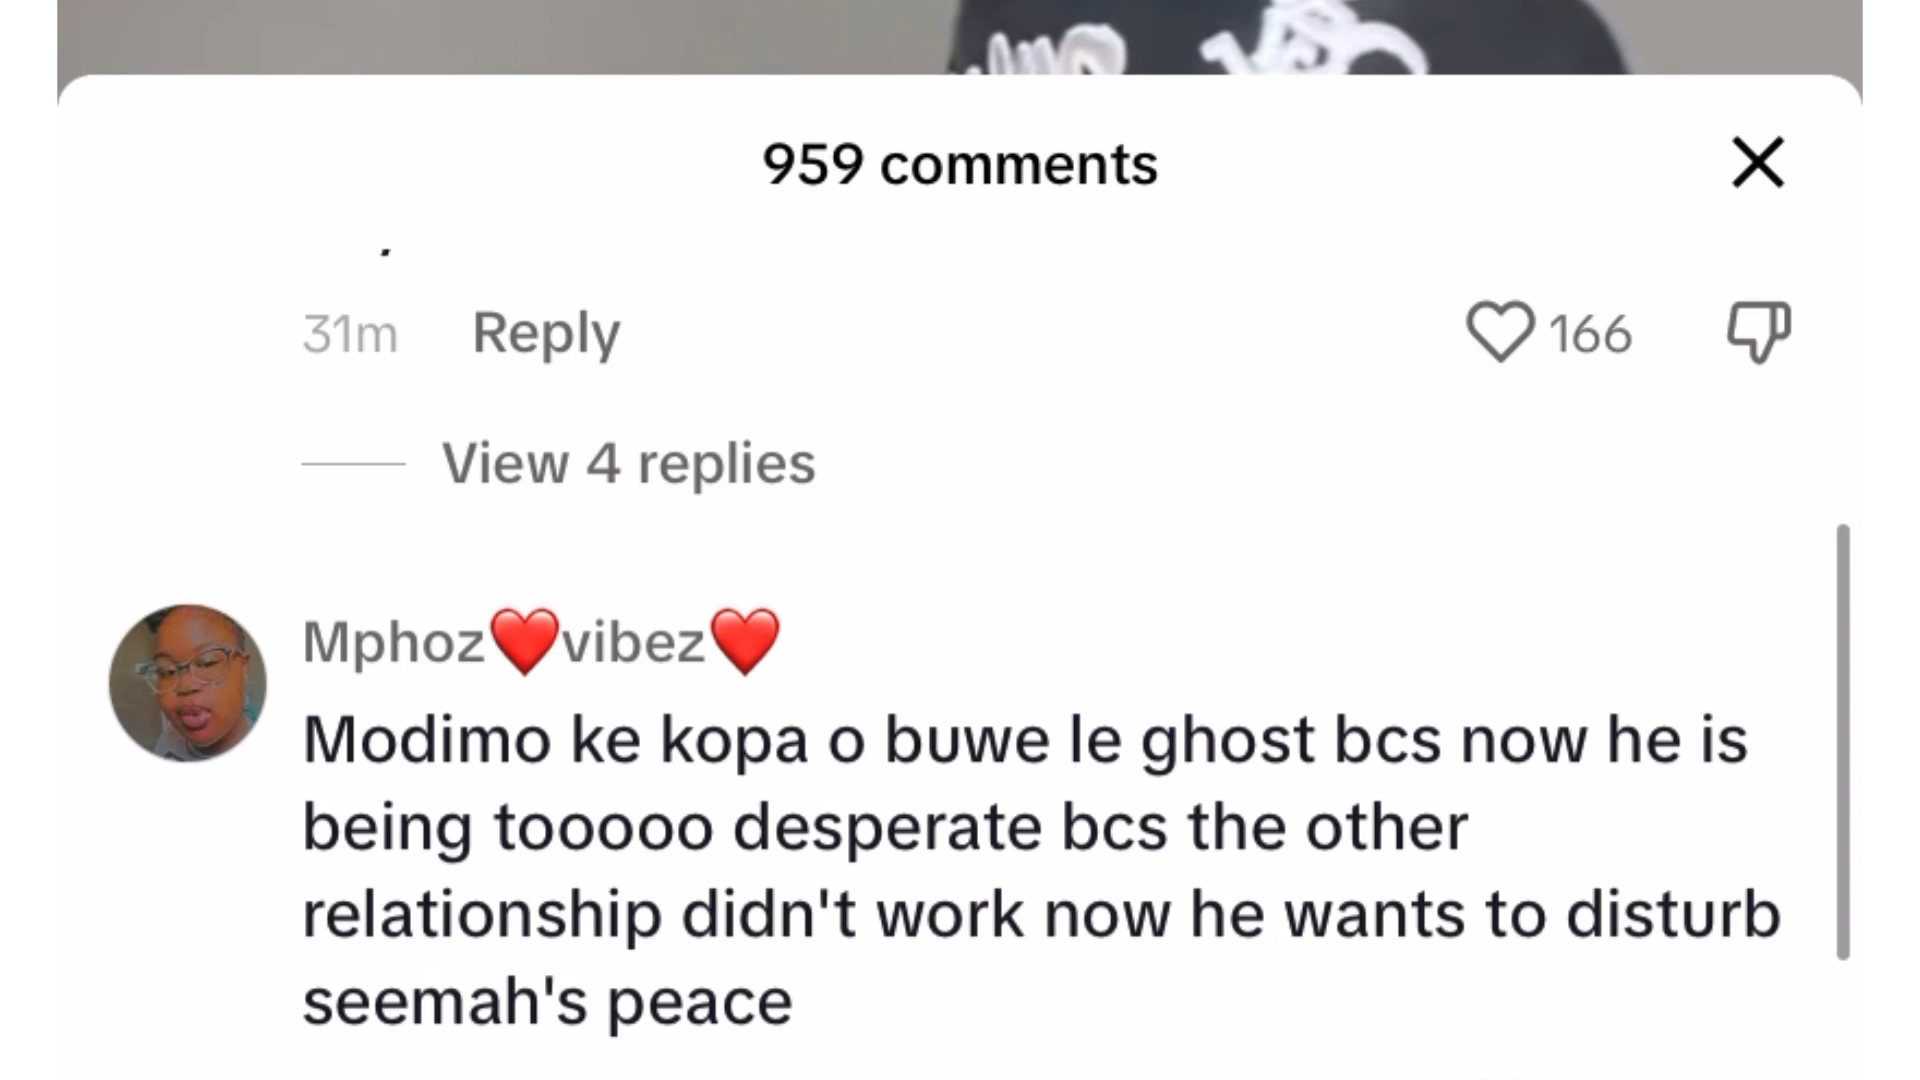 959 comments
31m Reply 166
View 4 replies
Mphoz❤️vibez❤️
Modimo ke kopa o buwe le ghost bcs now he is
being tooooo desperate bcs the other
relationship didn't work now he wants to disturb
seemah's peace